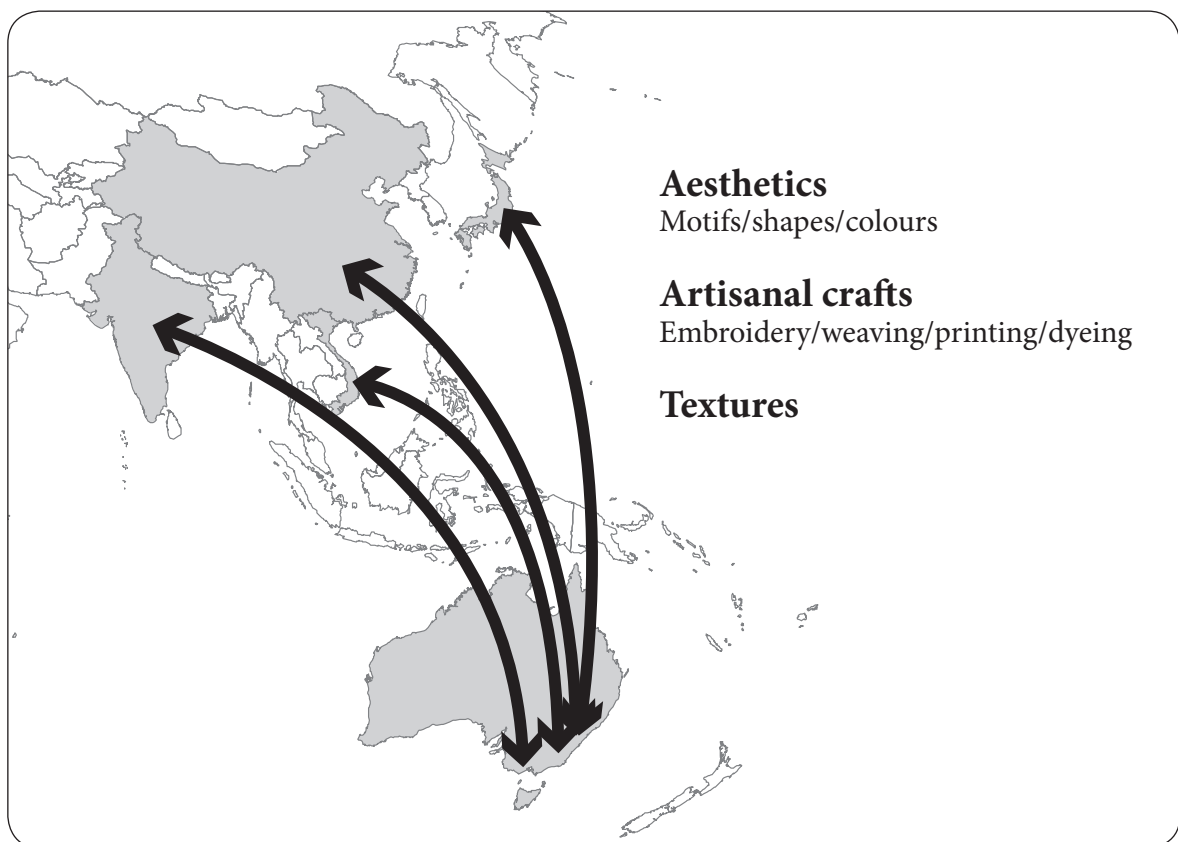 Aesthetics
Motifs/shapes/colours
Artisanal crafts
Embroidery/weaving/printing/dyeing
Textures